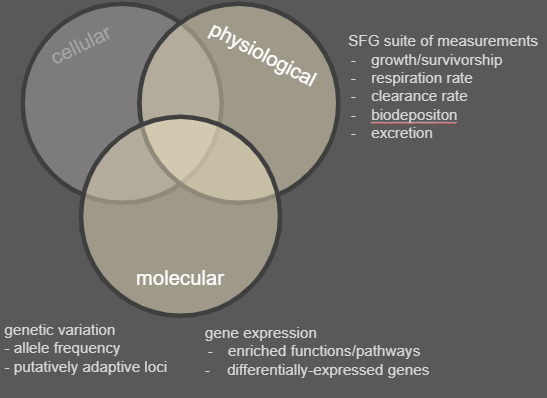 cellular
physiological
SFG suite of measurements
- growth/survivorship
- respiration rate
- clearance rate
- biodepositon
- excretion
molecular
genetic variation
- allele frequency
- putatively adaptive loci
gene expression
- enriched functions/pathways
- differentially-expressed genes